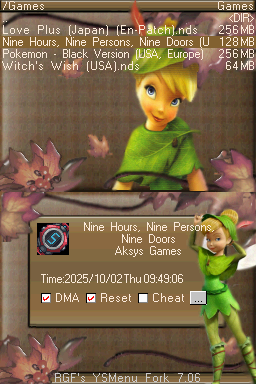 /Games Games
.. <DIR>
Love Plus (Japan) (En-Patch).nds 256MB
Nine Hours, Nine Persons, Nine Doors (U 128MB
Pokemon - Black Version (USA, Europe) 256MB
Witch's Wish (USA).nds 64MB
Nine Hours, Nine Persons,
Nine Doors
Aksys Games
Time:2025/10/02Thu 09:49:06
DMA Reset Cheat ...
RGF's YSMenu Fork 7.06